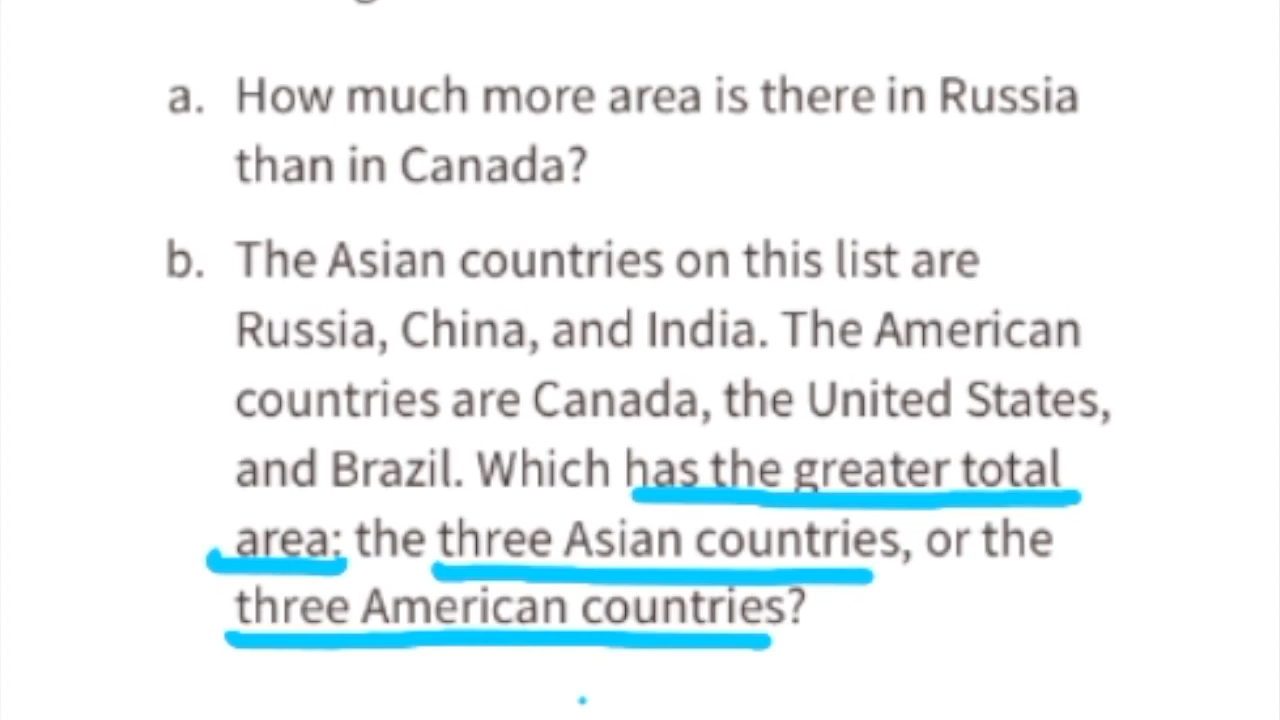 a. How much more area is there in Russia
than in Canada?
b. The Asian countries on this list are
Russia, China, and India. The American
countries are Canada, the United States,
and Brazil. Which has the greater total
area: the three Asian countries, or the
three American countries?